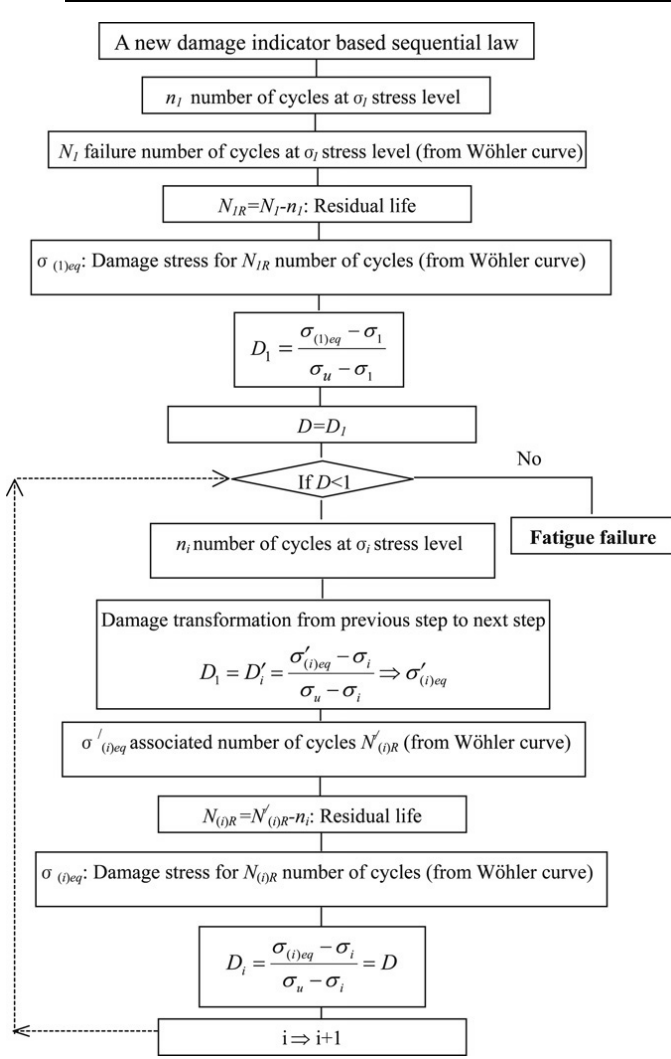 A new damage indicator based sequential law
n₁ number of cycles at σ₁ stress level
N₁ failure number of cycles at σ₁ stress level (from Wöhler curve)
N₁R=N₁-n₁: Residual life
σ (1)eq: Damage stress for N₁R number of cycles (from Wöhler curve)
D₁ = (σ(1)eq − σ₁) / (σu − σ₁)
D=D₁
If D<1
No
Fatigue failure
nᵢ number of cycles at σᵢ stress level
Damage transformation from previous step to next step
D₁ = D′ᵢ = (σ′(i)eq − σᵢ) / (σu − σᵢ) ⇒ σ′(i)eq
σ ′(i)eq associated number of cycles N′(i)R (from Wöhler curve)
N(i)R=N′(i)R-nᵢ: Residual life
σ (i)eq: Damage stress for N(i)R number of cycles (from Wöhler curve)
Dᵢ = (σ(i)eq − σᵢ) / (σu − σᵢ) = D
i ⇒ i+1